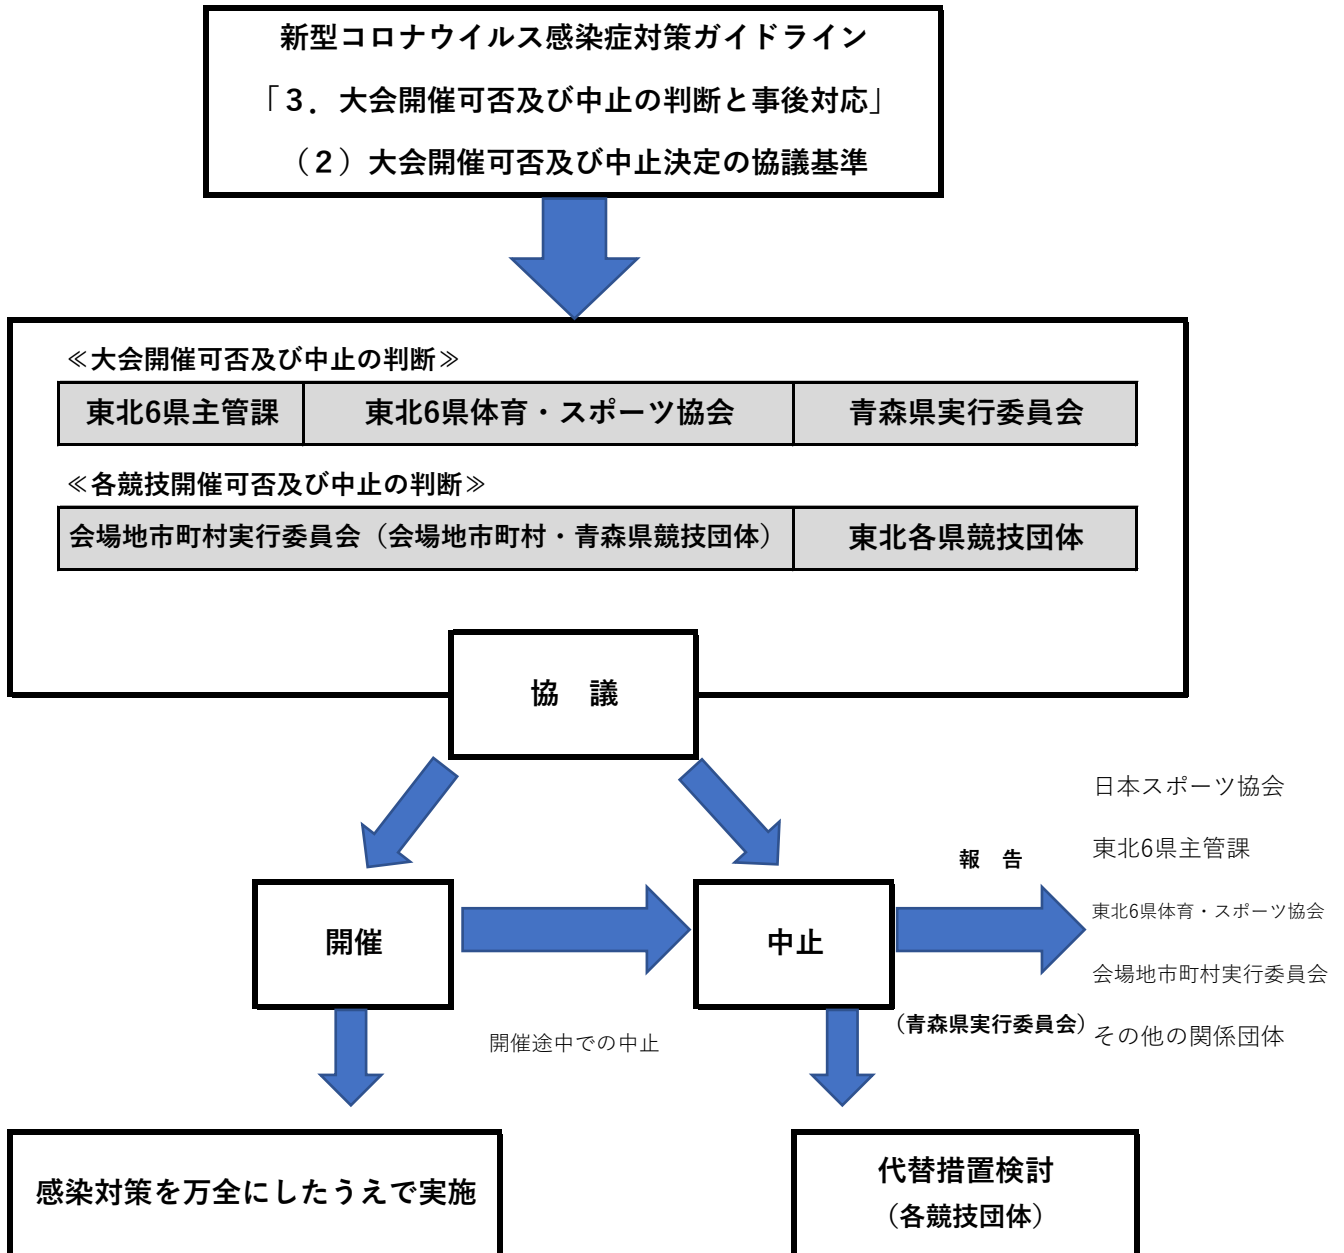 新型コロナウイルス感染症対策ガイドライン
「３．大会開催可否及び中止の判断と事後対応」
（２）大会開催可否及び中止決定の協議基準
≪大会開催可否及び中止の判断≫
東北6県主管課 東北6県体育・スポーツ協会 青森県実行委員会
≪各競技開催可否及び中止の判断≫
会場地市町村実行委員会（会場地市町村・青森県競技団体） 東北各県競技団体
協　議
開催
開催途中での中止
中止
報　告
（青森県実行委員会）
日本スポーツ協会
東北6県主管課
東北6県体育・スポーツ協会
会場地市町村実行委員会
その他の関係団体
感染対策を万全にしたうえで実施
代替措置検討
（各競技団体）